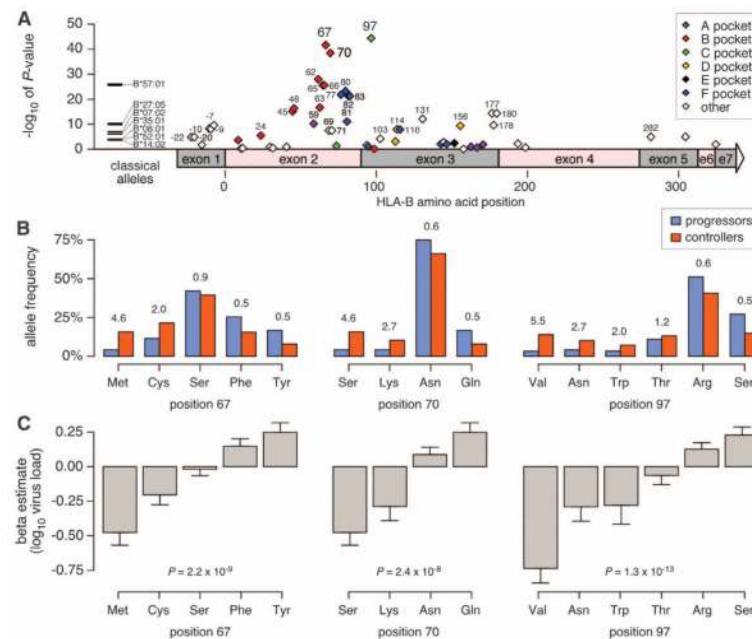 A
-log10 of P-value
50
40
30
20
10
0
B*57:01
B*27:05
B*07:02
B*35:01
B*08:01
B*52:01
B*14:02
classical
alleles
-22
-10
-20
-7
-9
24
45
46
62
65
63
59
67
70
66
77
69
71
80
83
82
81
97
103
114
116
131
156
177
180
178
282
A pocket
B pocket
C pocket
D pocket
E pocket
F pocket
other
exon 1
exon 2
exon 3
exon 4
exon 5
e6
e7
0
100
200
300
HLA-B amino acid position
B
allele frequency
75%
50%
25%
0%
progressors
controllers
4.6
2.0
0.9
0.5
0.5
4.6
2.7
0.6
0.5
5.5
2.7
2.0
1.2
0.6
0.5
Met Cys Ser Phe Tyr
Ser Lys Asn Gln
Val Asn Trp Thr Arg Ser
position 67
position 70
position 97
C
beta estimate
(log10 virus load)
0.25
0.00
-0.25
-0.50
-0.75
P = 2.2 x 10-9
P = 2.4 x 10-8
P = 1.3 x 10-13
Met Cys Ser Phe Tyr
Ser Lys Asn Gln
Val Asn Trp Thr Arg Ser
position 67
position 70
position 97